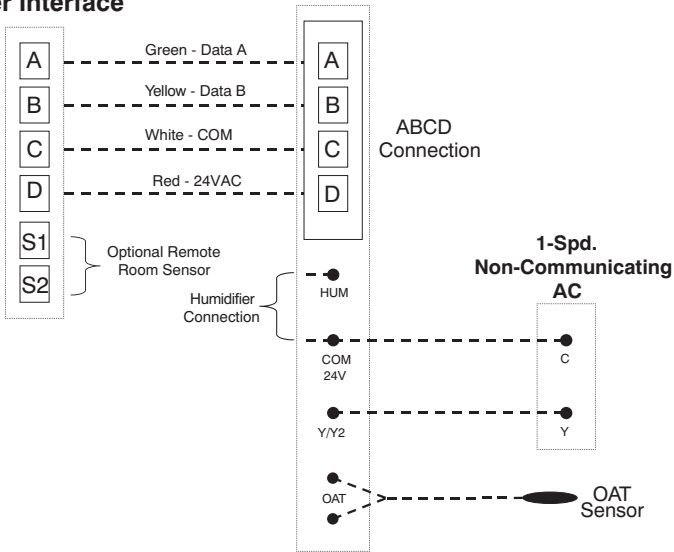 er Interface
A
Green - Data A
A
B
Yellow - Data B
B
C
White - COM
C
D
Red - 24VAC
D
ABCD
Connection
S1
S2
Optional Remote
Room Sensor
HUM
Humidifier
Connection
COM
24V
Y/Y2
OAT
1-Spd.
Non-Communicating
AC
C
Y
OAT
Sensor